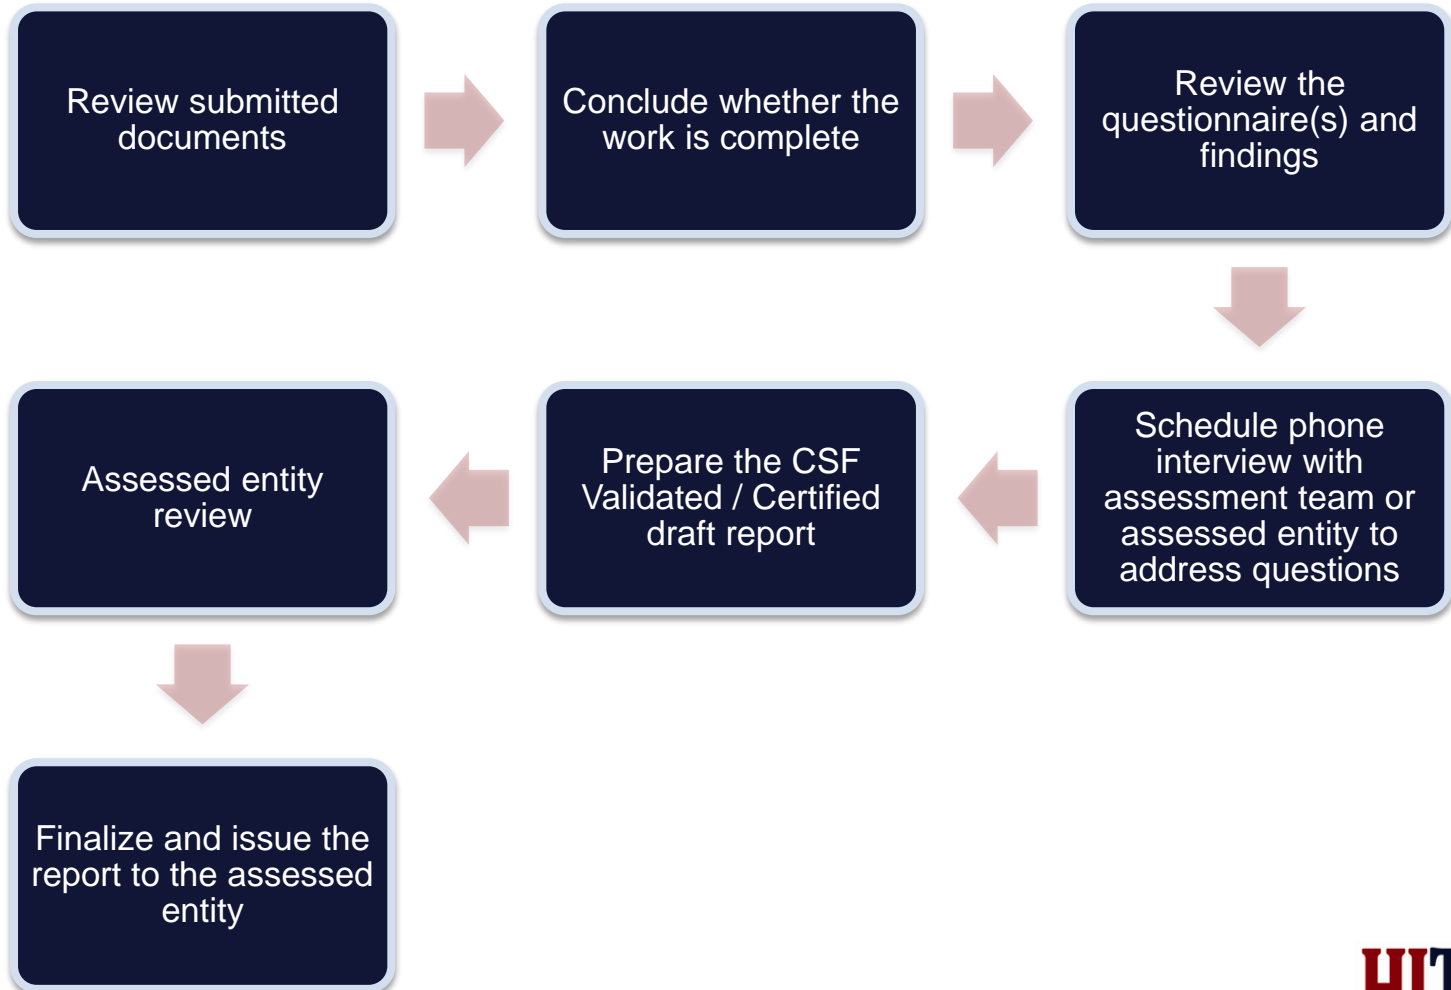 Review submitted
documents
Conclude whether the
work is complete
Review the
questionnaire(s) and
findings
Schedule phone
interview with
assessment team or
assessed entity to
address questions
Prepare the CSF
Validated / Certified
draft report
Assessed entity
review
Finalize and issue the
report to the assessed
entity
HIT